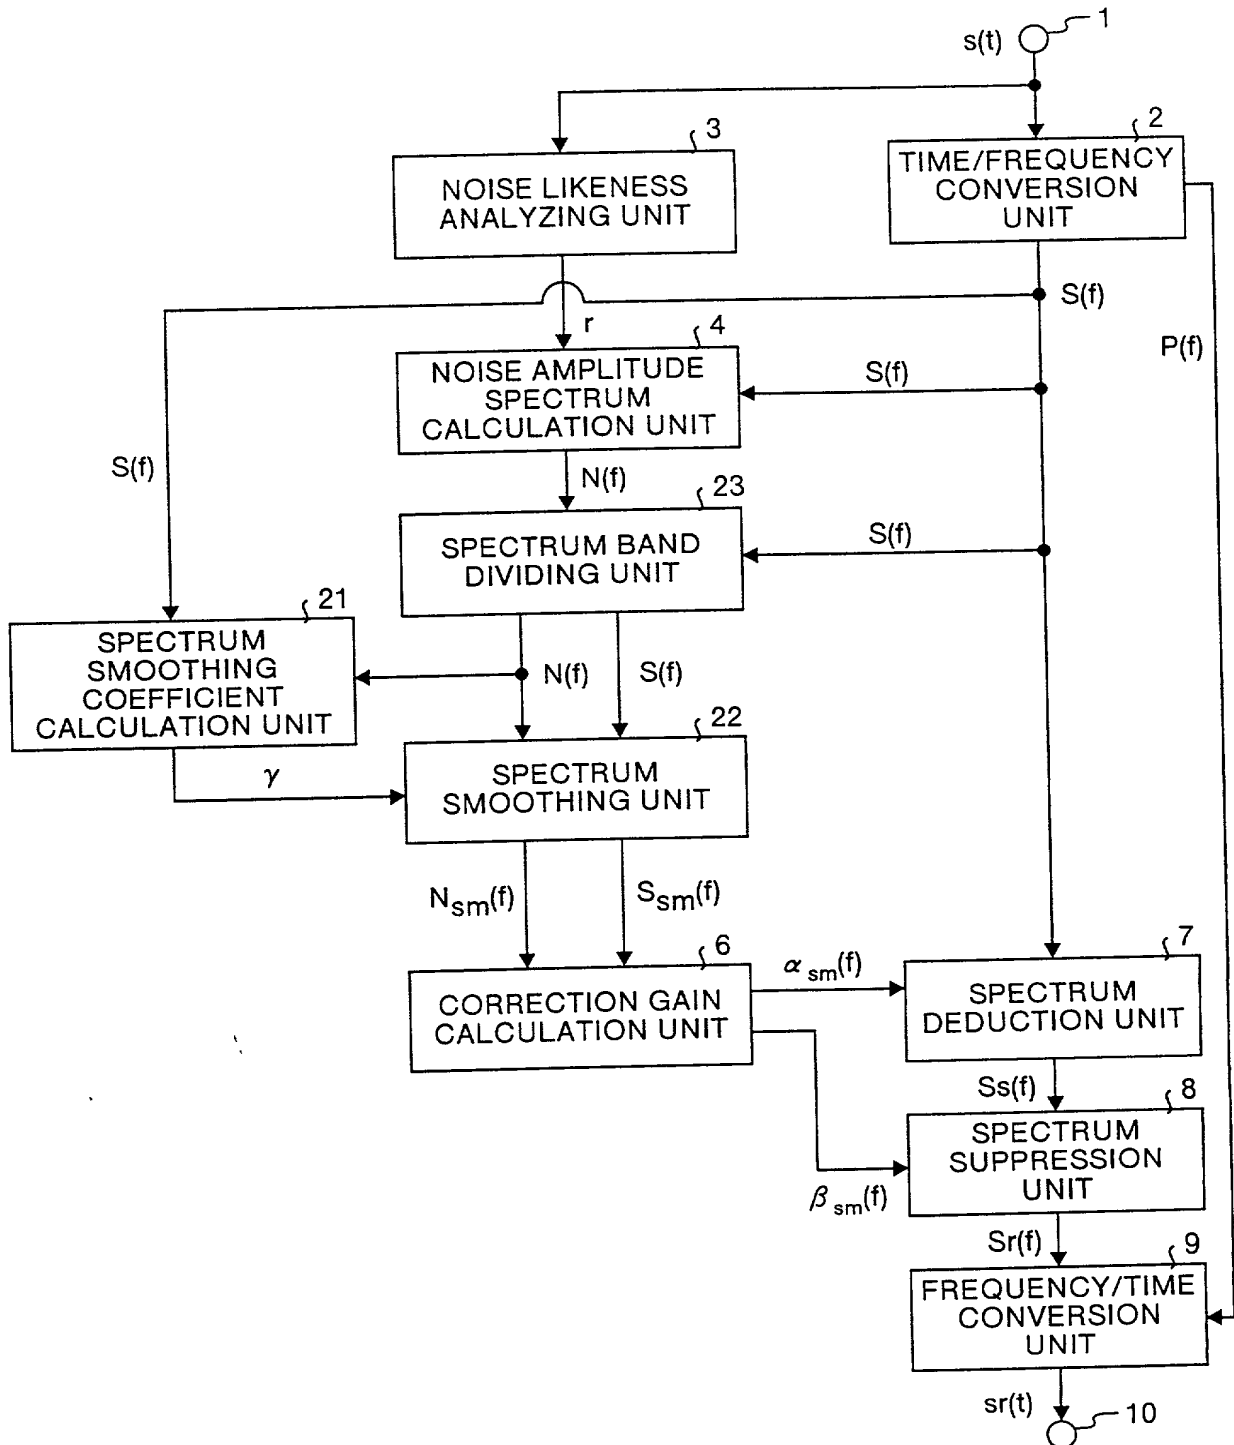 1
s(t)
3
2
NOISE LIKENESS
ANALYZING UNIT
TIME/FREQUENCY
CONVERSION
UNIT
S(f)
r
4
P(f)
NOISE AMPLITUDE
SPECTRUM
CALCULATION UNIT
S(f)
S(f)
N(f)
23
SPECTRUM BAND
DIVIDING UNIT
S(f)
21
SPECTRUM
SMOOTHING
COEFFICIENT
CALCULATION UNIT
N(f)
S(f)
22
γ
SPECTRUM
SMOOTHING UNIT
Nsm(f)
Ssm(f)
6
7
CORRECTION GAIN
CALCULATION UNIT
αsm(f)
SPECTRUM
DEDUCTION UNIT
Ss(f)
8
SPECTRUM
SUPPRESSION
UNIT
βsm(f)
Sr(f)
9
FREQUENCY/TIME
CONVERSION
UNIT
sr(t)
10